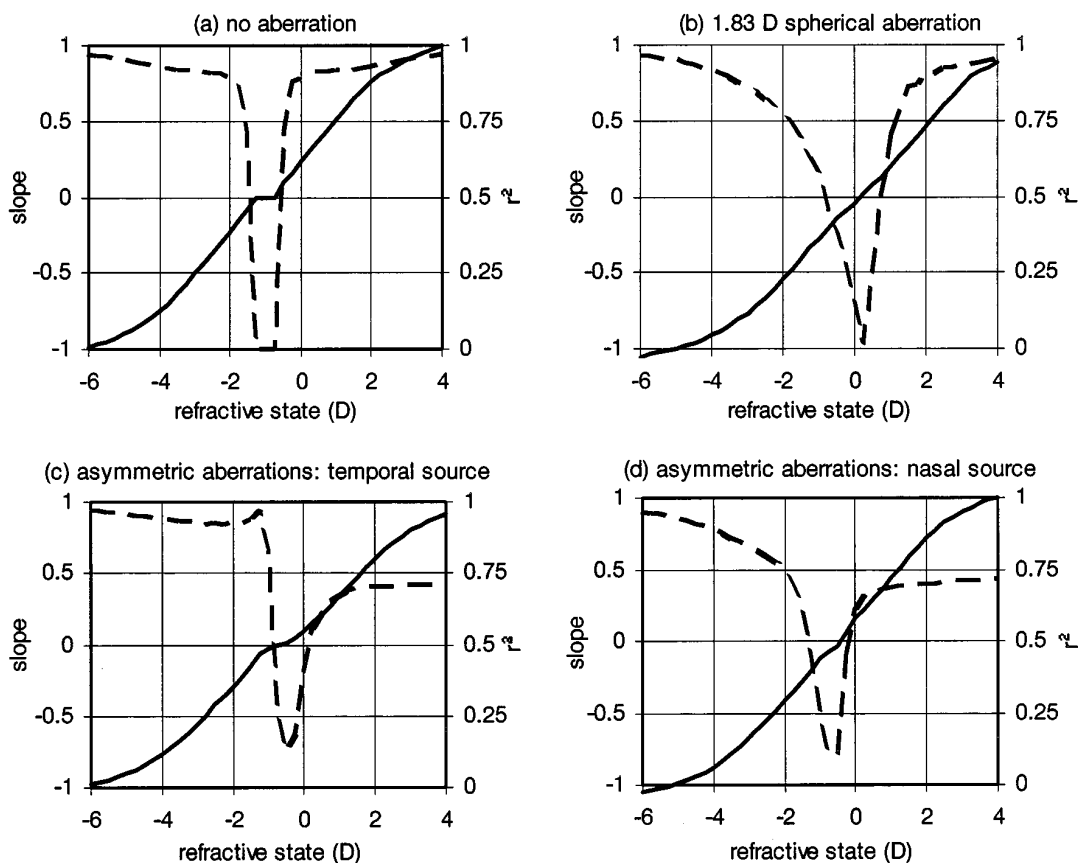 (a) no aberration
1
0.5
0
-0.5
-1
slope
1
0.75
0.5
0.25
0
r²
-6 -4 -2 0 2 4
refractive state (D)
(b) 1.83 D spherical aberration
1
0.5
0
-0.5
-1
slope
1
0.75
0.5
0.25
0
r²
-6 -4 -2 0 2 4
refractive state (D)
(c) asymmetric aberrations: temporal source
1
0.5
0
-0.5
-1
slope
1
0.75
0.5
0.25
0
r²
-6 -4 -2 0 2 4
refractive state (D)
(d) asymmetric aberrations: nasal source
1
0.5
0
-0.5
-1
slope
1
0.75
0.5
0.25
0
r²
-6 -4 -2 0 2 4
refractive state (D)